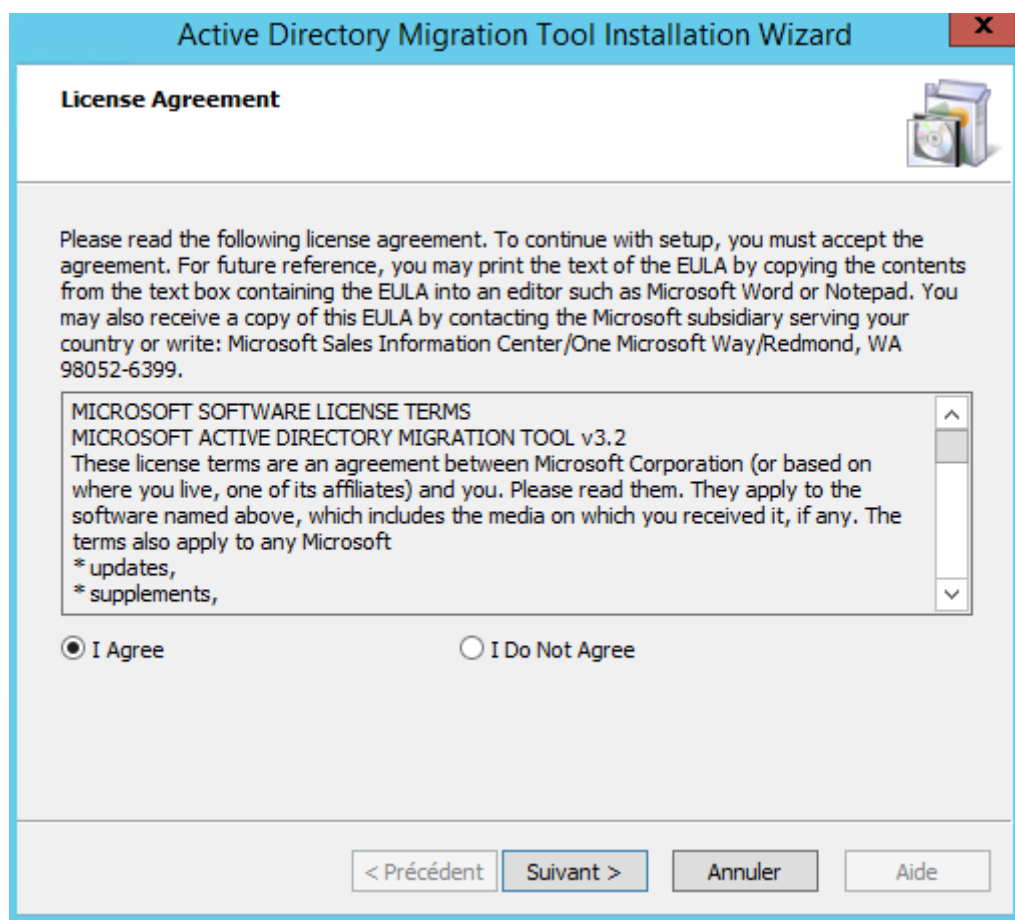 Active Directory Migration Tool Installation Wizard
x
License Agreement
Please read the following license agreement. To continue with setup, you must accept the
agreement. For future reference, you may print the text of the EULA by copying the contents
from the text box containing the EULA into an editor such as Microsoft Word or Notepad. You
may also receive a copy of this EULA by contacting the Microsoft subsidiary serving your
country or write: Microsoft Sales Information Center/One Microsoft Way/Redmond, WA
98052-6399.
MICROSOFT SOFTWARE LICENSE TERMS
MICROSOFT ACTIVE DIRECTORY MIGRATION TOOL v3.2
These license terms are an agreement between Microsoft Corporation (or based on
where you live, one of its affiliates) and you. Please read them. They apply to the
software named above, which includes the media on which you received it, if any. The
terms also apply to any Microsoft
* updates,
* supplements,
I Agree
I Do Not Agree
< Précédent
Suivant >
Annuler
Aide